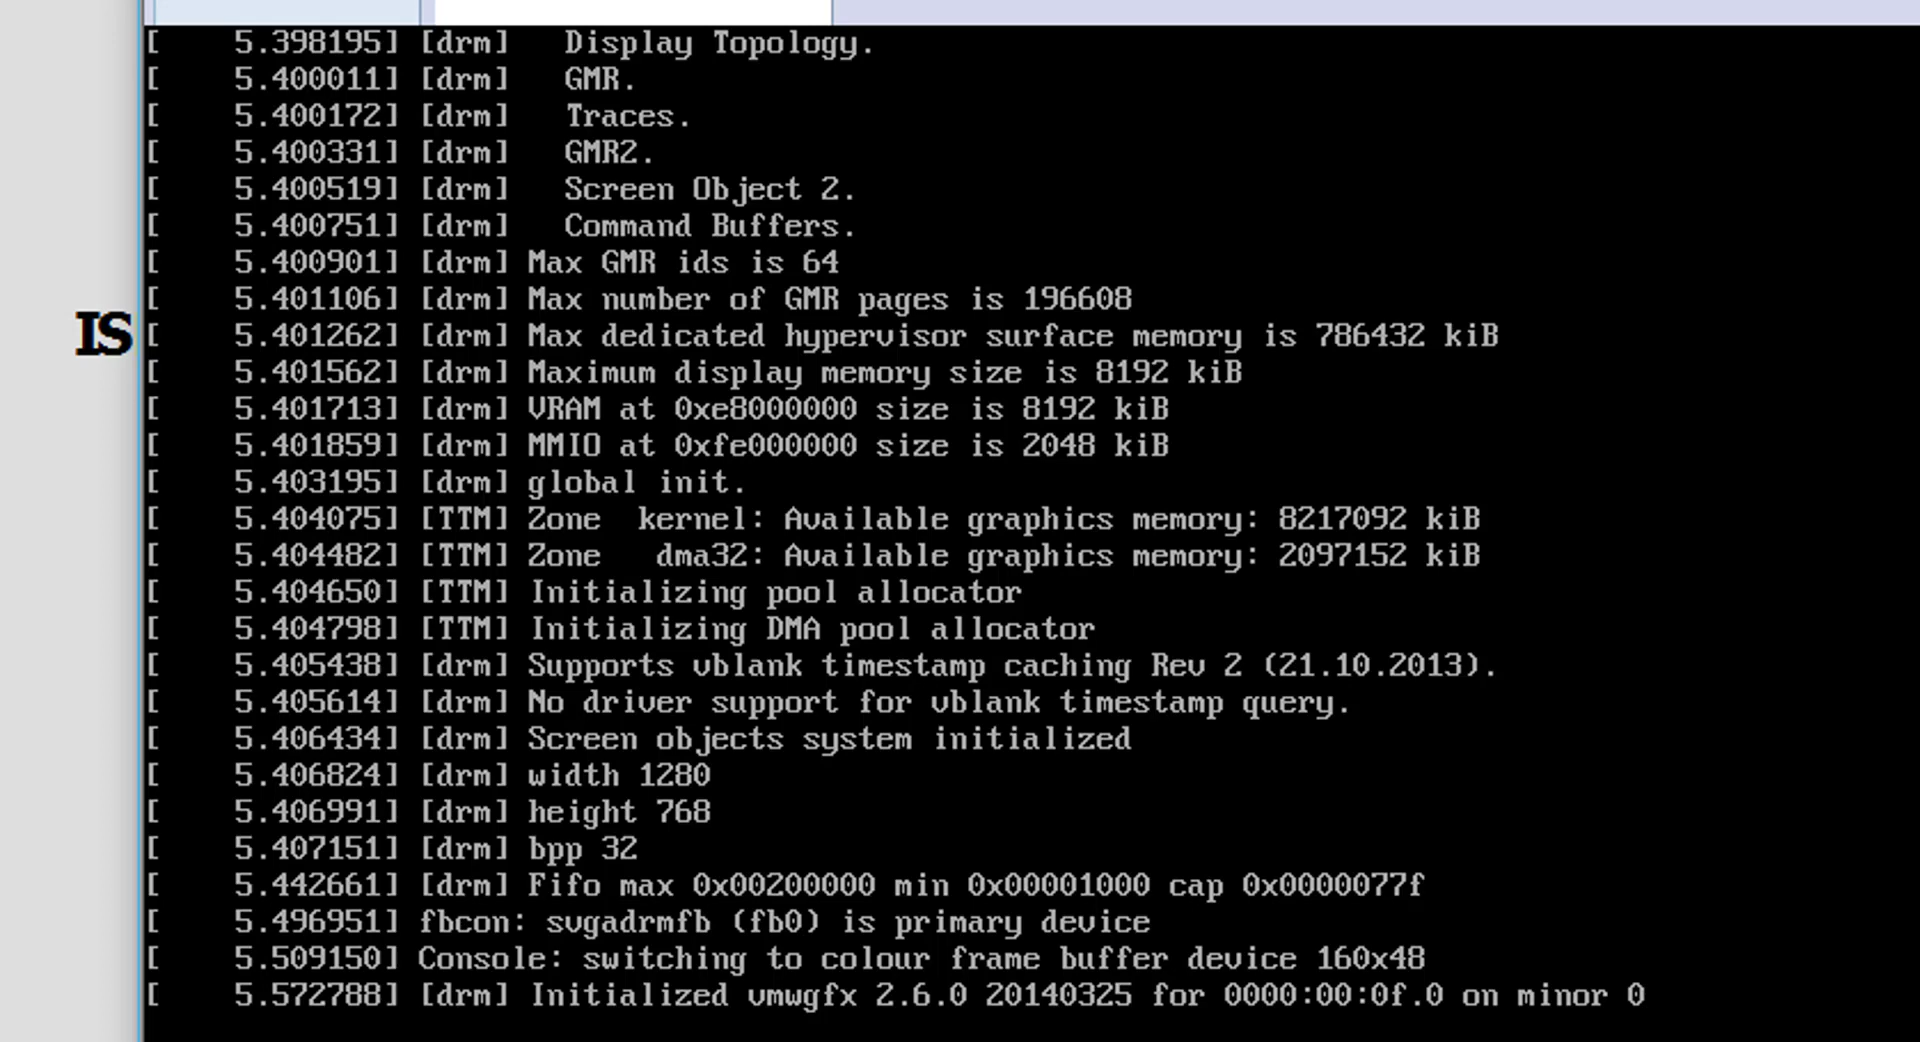 [    5.398195] [drm]   Display Topology.
[    5.400011] [drm]   GMR.
[    5.400172] [drm]   Traces.
[    5.400331] [drm]   GMR2.
[    5.400519] [drm]   Screen Object 2.
[    5.400751] [drm]   Command Buffers.
[    5.400901] [drm] Max GMR ids is 64
[    5.401106] [drm] Max number of GMR pages is 196608
IS
[    5.401262] [drm] Max dedicated hypervisor surface memory is 786432 kiB
[    5.401562] [drm] Maximum display memory size is 8192 kiB
[    5.401713] [drm] VRAM at 0xe8000000 size is 8192 kiB
[    5.401859] [drm] MMIO at 0xfe000000 size is 2048 kiB
[    5.403195] [drm] global init.
[    5.404075] [TTM] Zone  kernel: Available graphics memory: 8217092 kiB
[    5.404482] [TTM] Zone   dma32: Available graphics memory: 2097152 kiB
[    5.404650] [TTM] Initializing pool allocator
[    5.404798] [TTM] Initializing DMA pool allocator
[    5.405438] [drm] Supports vblank timestamp caching Rev 2 (21.10.2013).
[    5.405614] [drm] No driver support for vblank timestamp query.
[    5.406434] [drm] Screen objects system initialized
[    5.406824] [drm] width 1280
[    5.406991] [drm] height 768
[    5.407151] [drm] bpp 32
[    5.442661] [drm] Fifo max 0x00200000 min 0x00001000 cap 0x0000077f
[    5.496951] fbcon: svgadrmfb (fb0) is primary device
[    5.509150] Console: switching to colour frame buffer device 160x48
[    5.572788] [drm] Initialized vmwgfx 2.6.0 20140325 for 0000:00:0f.0 on minor 0